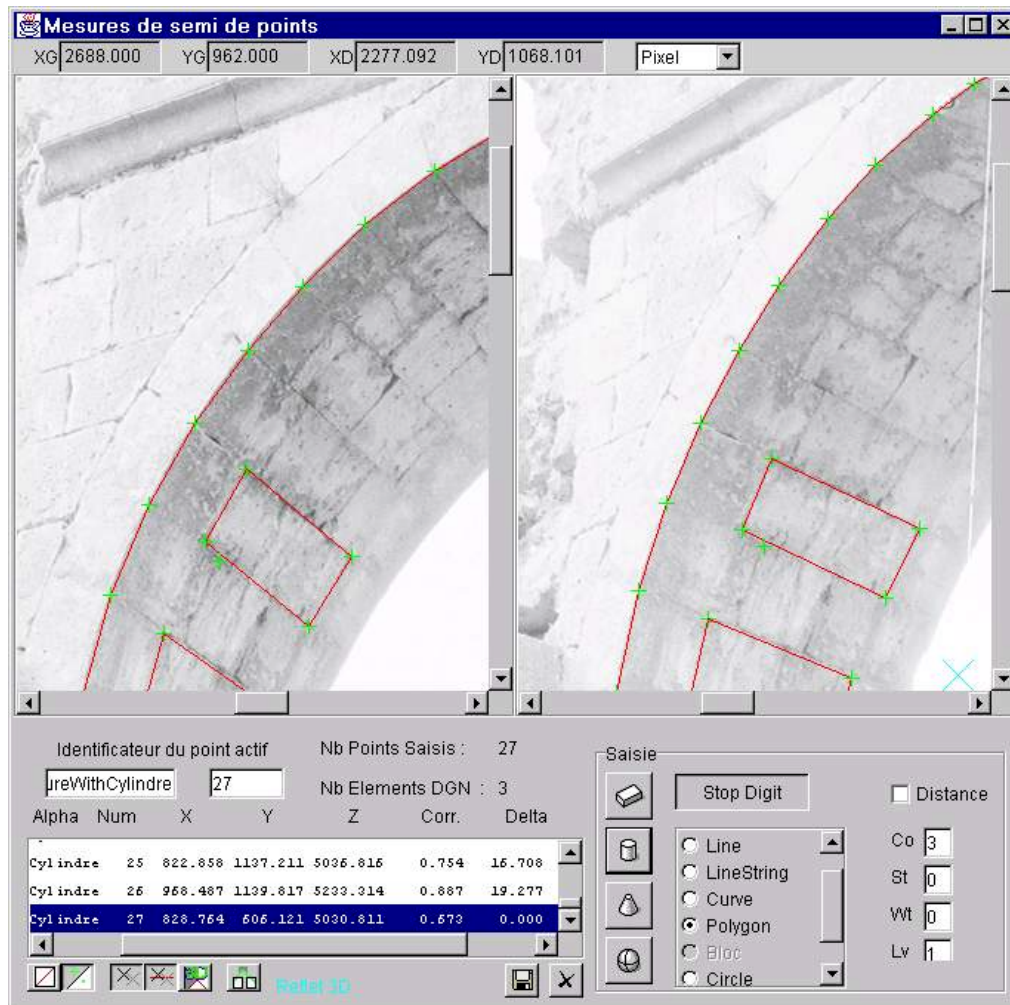 Mesures de semi de points
XG 2688.000 YG 962.000 XD 2277.092 YD 1068.101 Pixel
Identificateur du point actif
Nb Points Saisis : 27
ureWithCylindre 27
Nb Elements DGN : 3
Alpha Num X Y Z Corr. Delta
Cylindre 25 822.858 1137.211 5036.816 0.754 16.708
Cylindre 26 968.487 1139.817 5233.314 0.887 19.277
Cylindre 27 828.764 606.121 5030.811 0.673 0.000
Reflet 3D
Saisie
Stop Digit
Distance
Line
LineString
Curve
Polygon
Bloc
Circle
Co 3
St 0
Wt 0
Lv 1